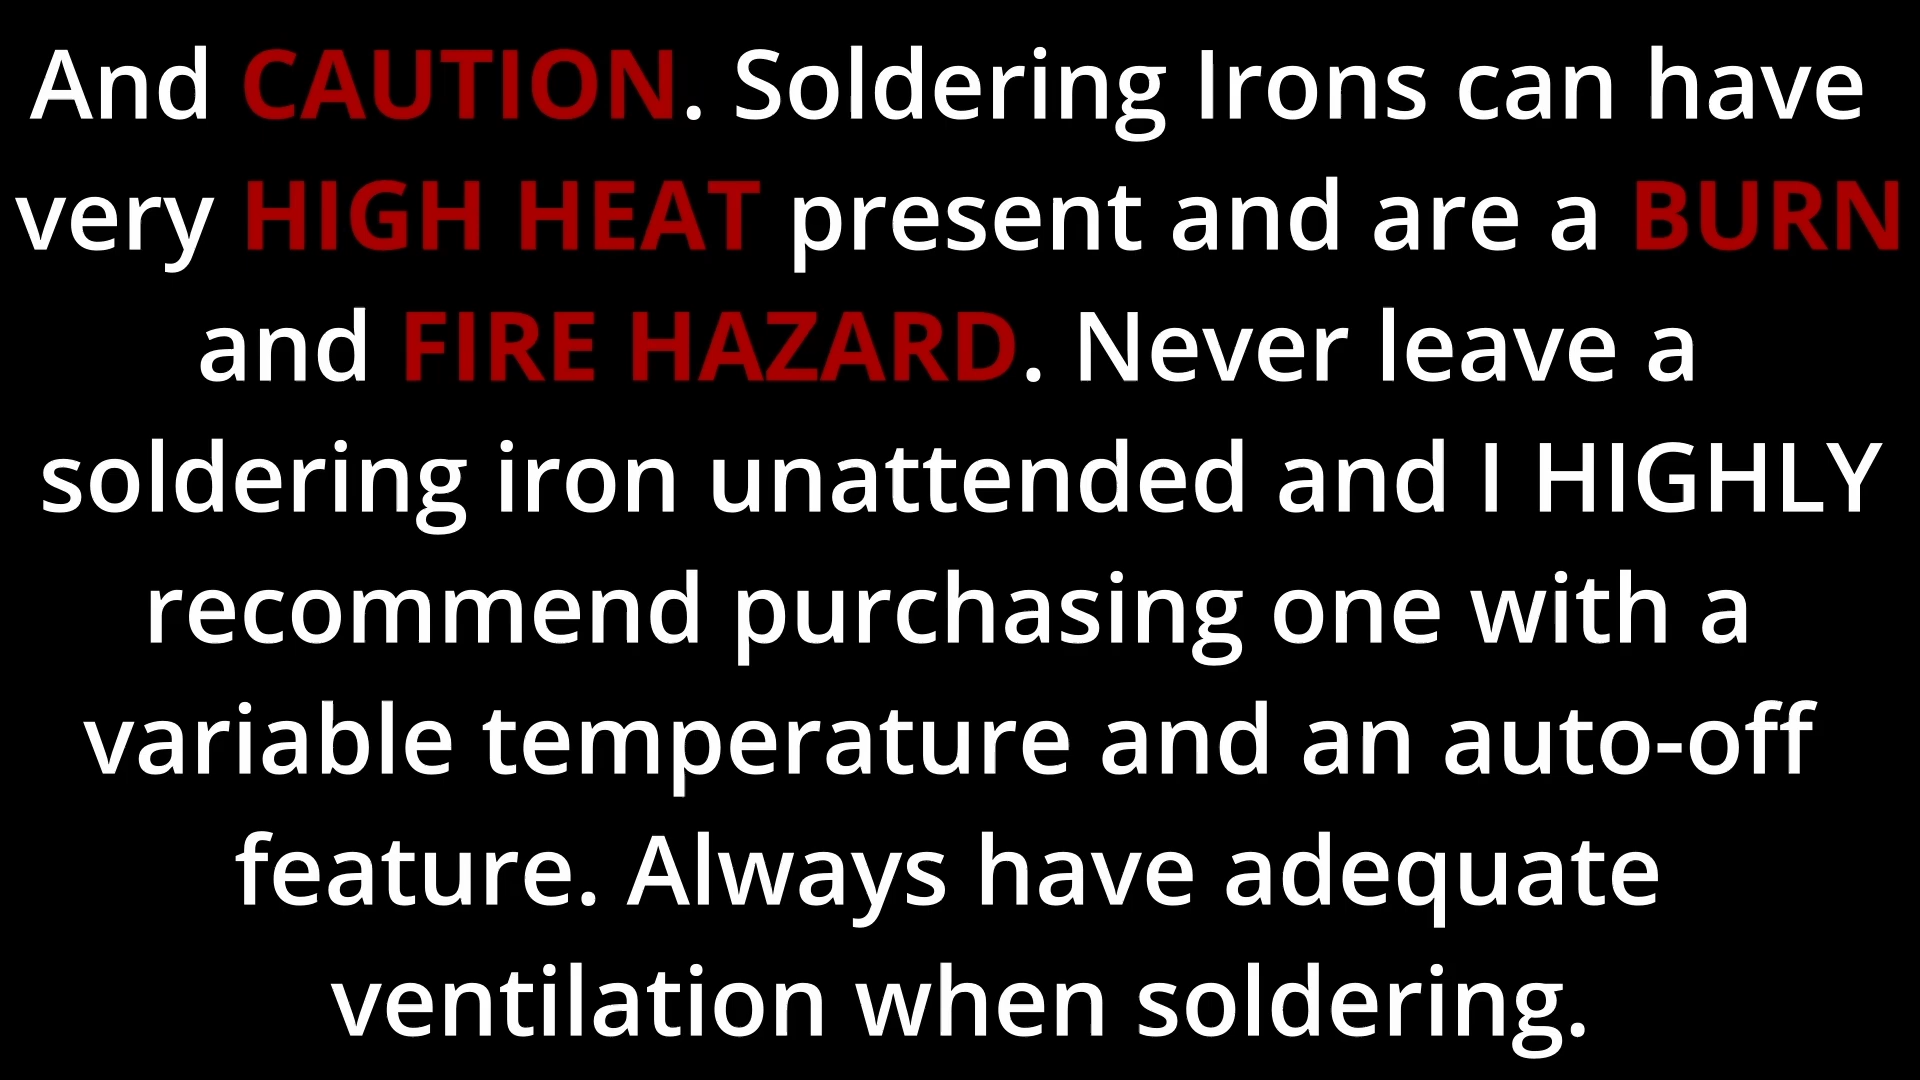 And CAUTION. Soldering Irons can have
very HIGH HEAT present and are a BURN
and FIRE HAZARD. Never leave a
soldering iron unattended and I HIGHLY
recommend purchasing one with a
variable temperature and an auto-off
feature. Always have adequate
ventilation when soldering.